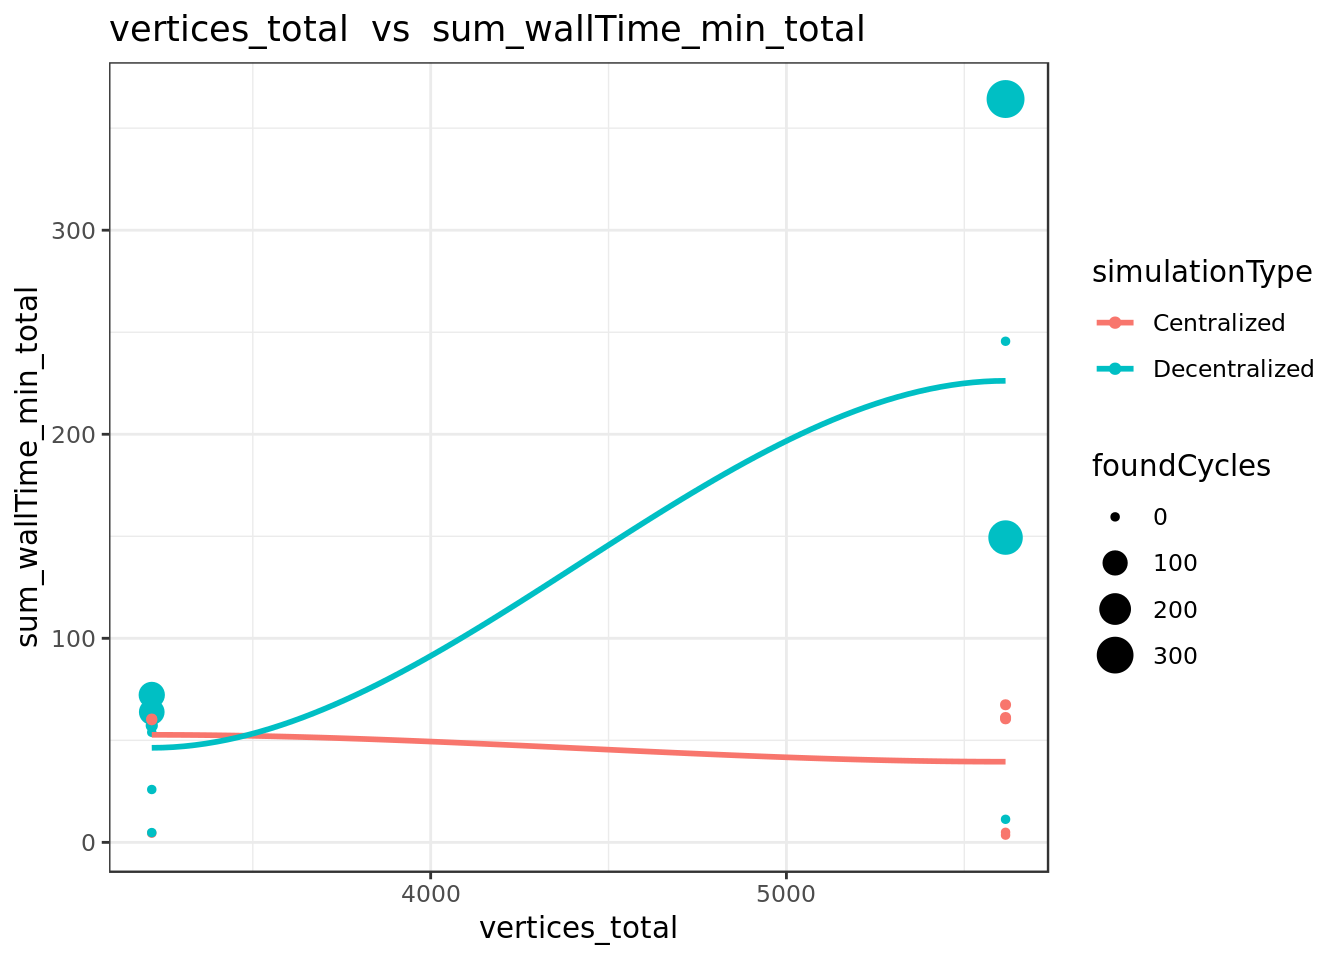 vertices_total vs sum_wallTime_min_total
sum_wallTime_min_total
300
200
100
0
4000
5000
vertices_total
simulationType
Centralized
Decentralized
foundCycles
0
100
200
300